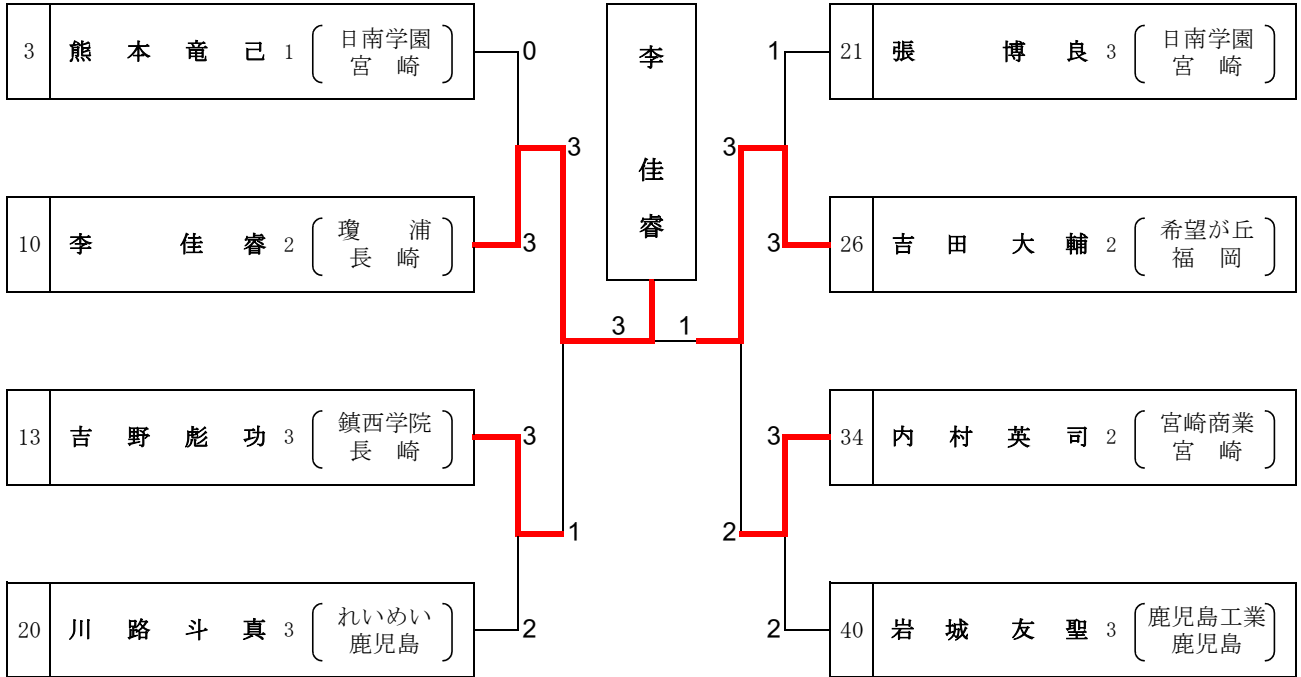 3 熊本竜己 1 日南学園
宮崎
0
10 李佳睿 2 瓊浦
長崎
3
3
13 吉野彪功 3 鎮西学院
長崎
3
20 川路斗真 3 れいめい
鹿児島
2
1
李佳睿
3 1
1
21 張博良 3 日南学園
宮崎
3
3
26 吉田大輔 2 希望が丘
福岡
3
34 内村英司 2 宮崎商業
宮崎
2
2
40 岩城友聖 3 鹿児島工業
鹿児島